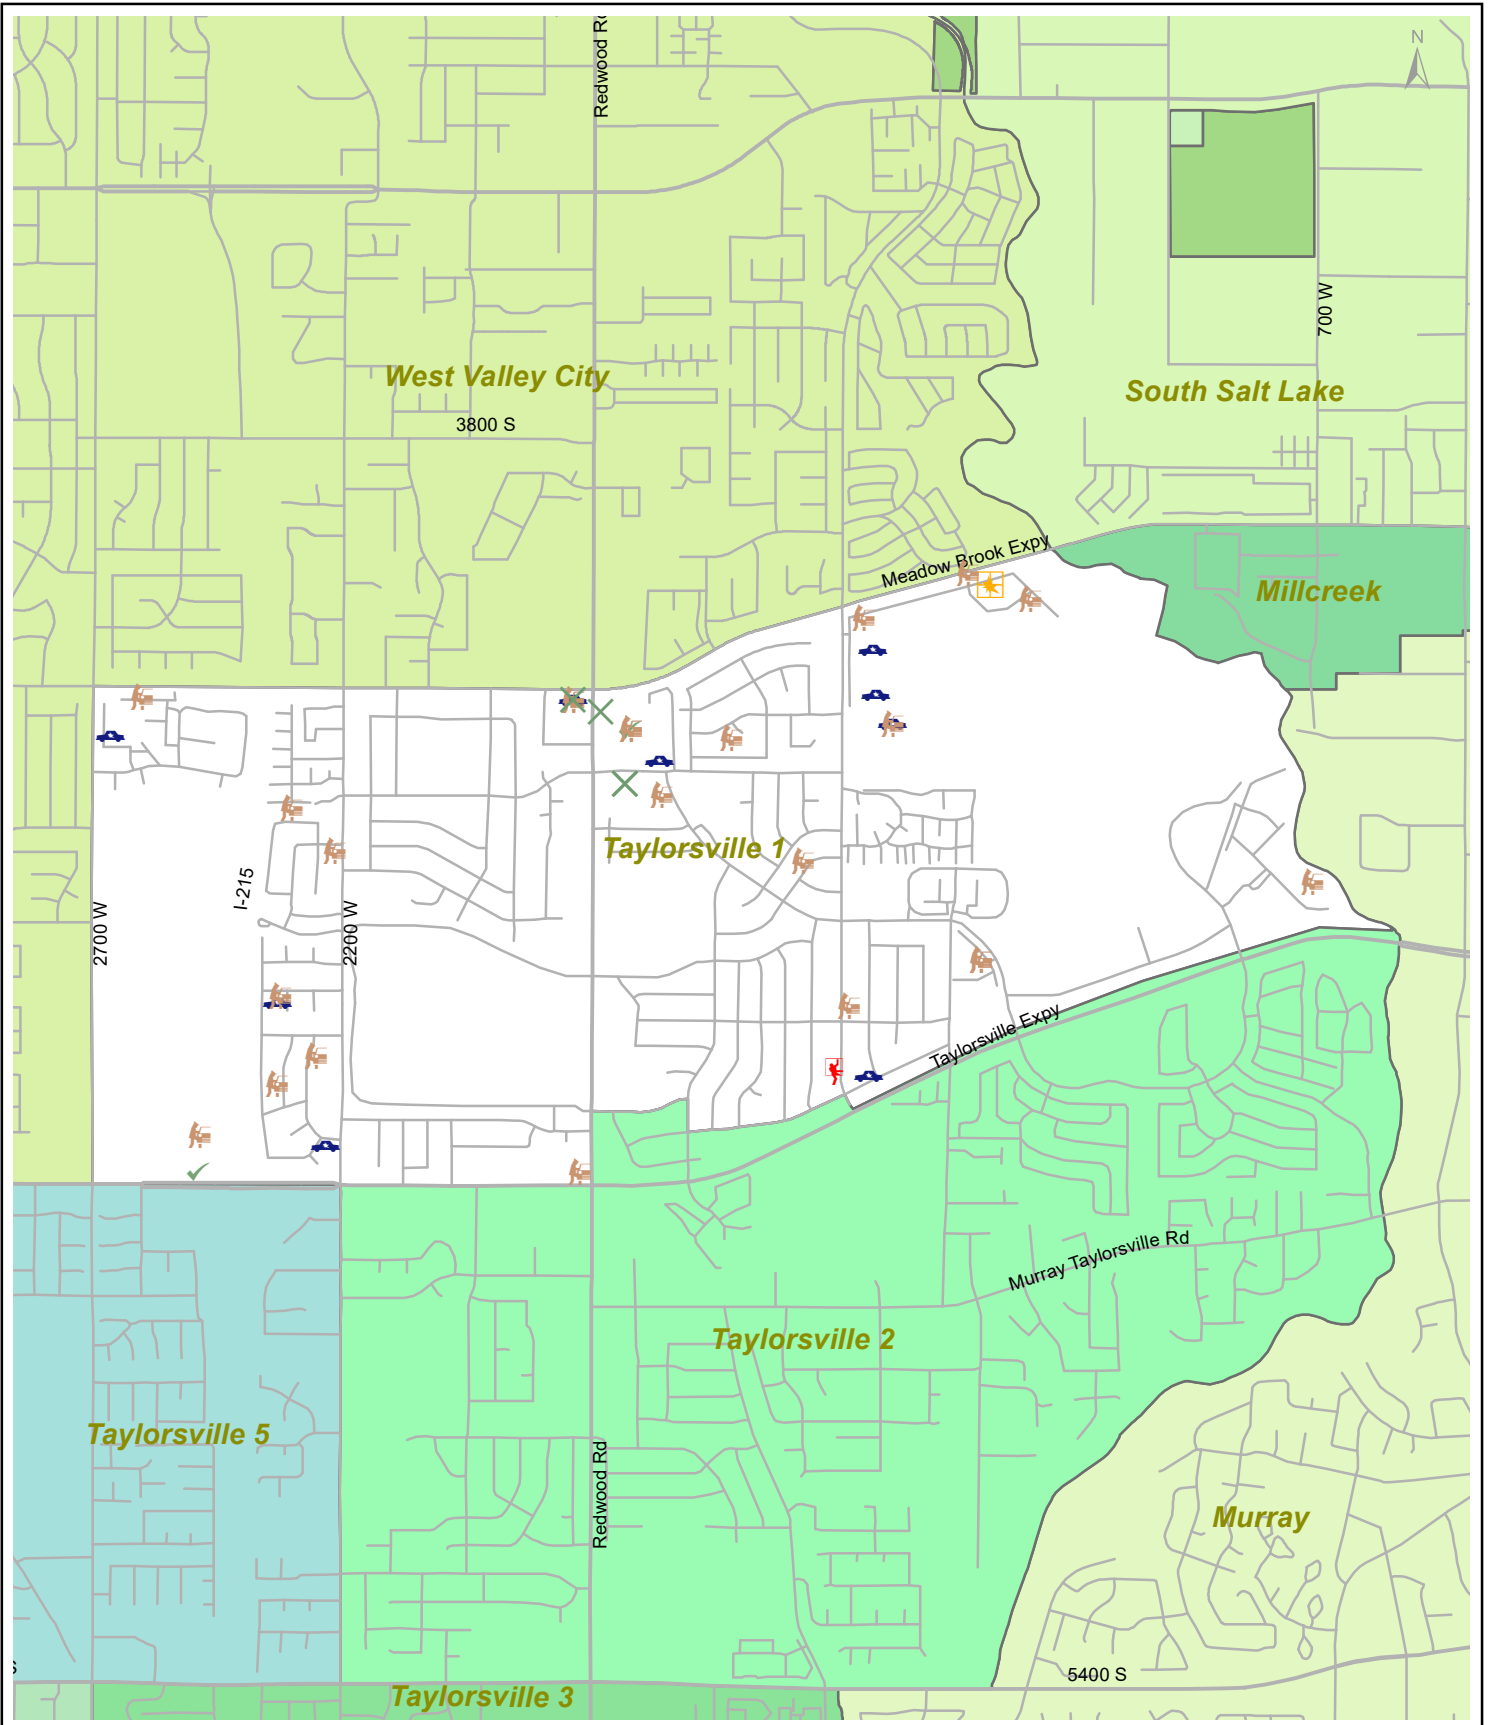 N
Redwood Rd
700 W
West Valley City
South Salt Lake
3800 S
Meadow Brook Expy
Millcreek
Taylorsville 1
I-215
2700 W
2200 W
Taylorsville Expy
Murray Taylorsville Rd
Taylorsville 2
Taylorsville 5
Redwood Rd
Murray
5400 S
Taylorsville 3